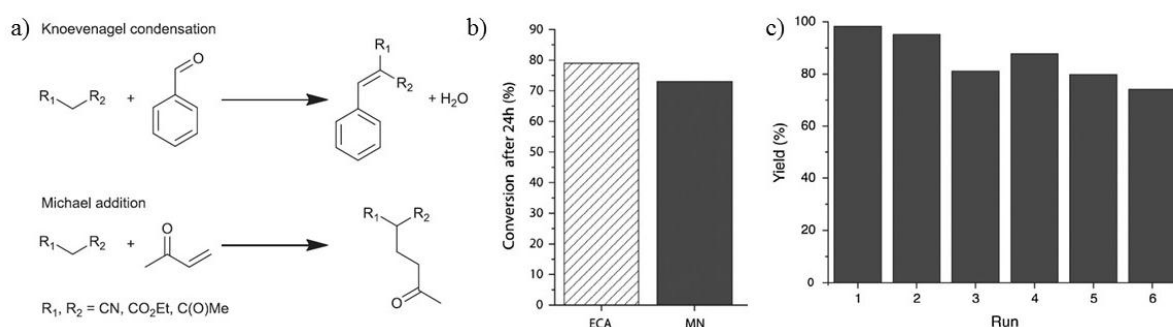 a)
Knoevenagel condensation
R₁ R₂ + O
R₁
R₂
+ H₂O
Michael addition
R₁ R₂ + O
R₁ R₂
O
R₁, R₂ = CN, CO₂Et, C(O)Me
b)
Conversion after 24h (%)
90
80
70
60
50
40
30
20
10
0
ECA MN
c)
Yield (%)
100
80
60
40
20
0
1 2 3 4 5 6
Run